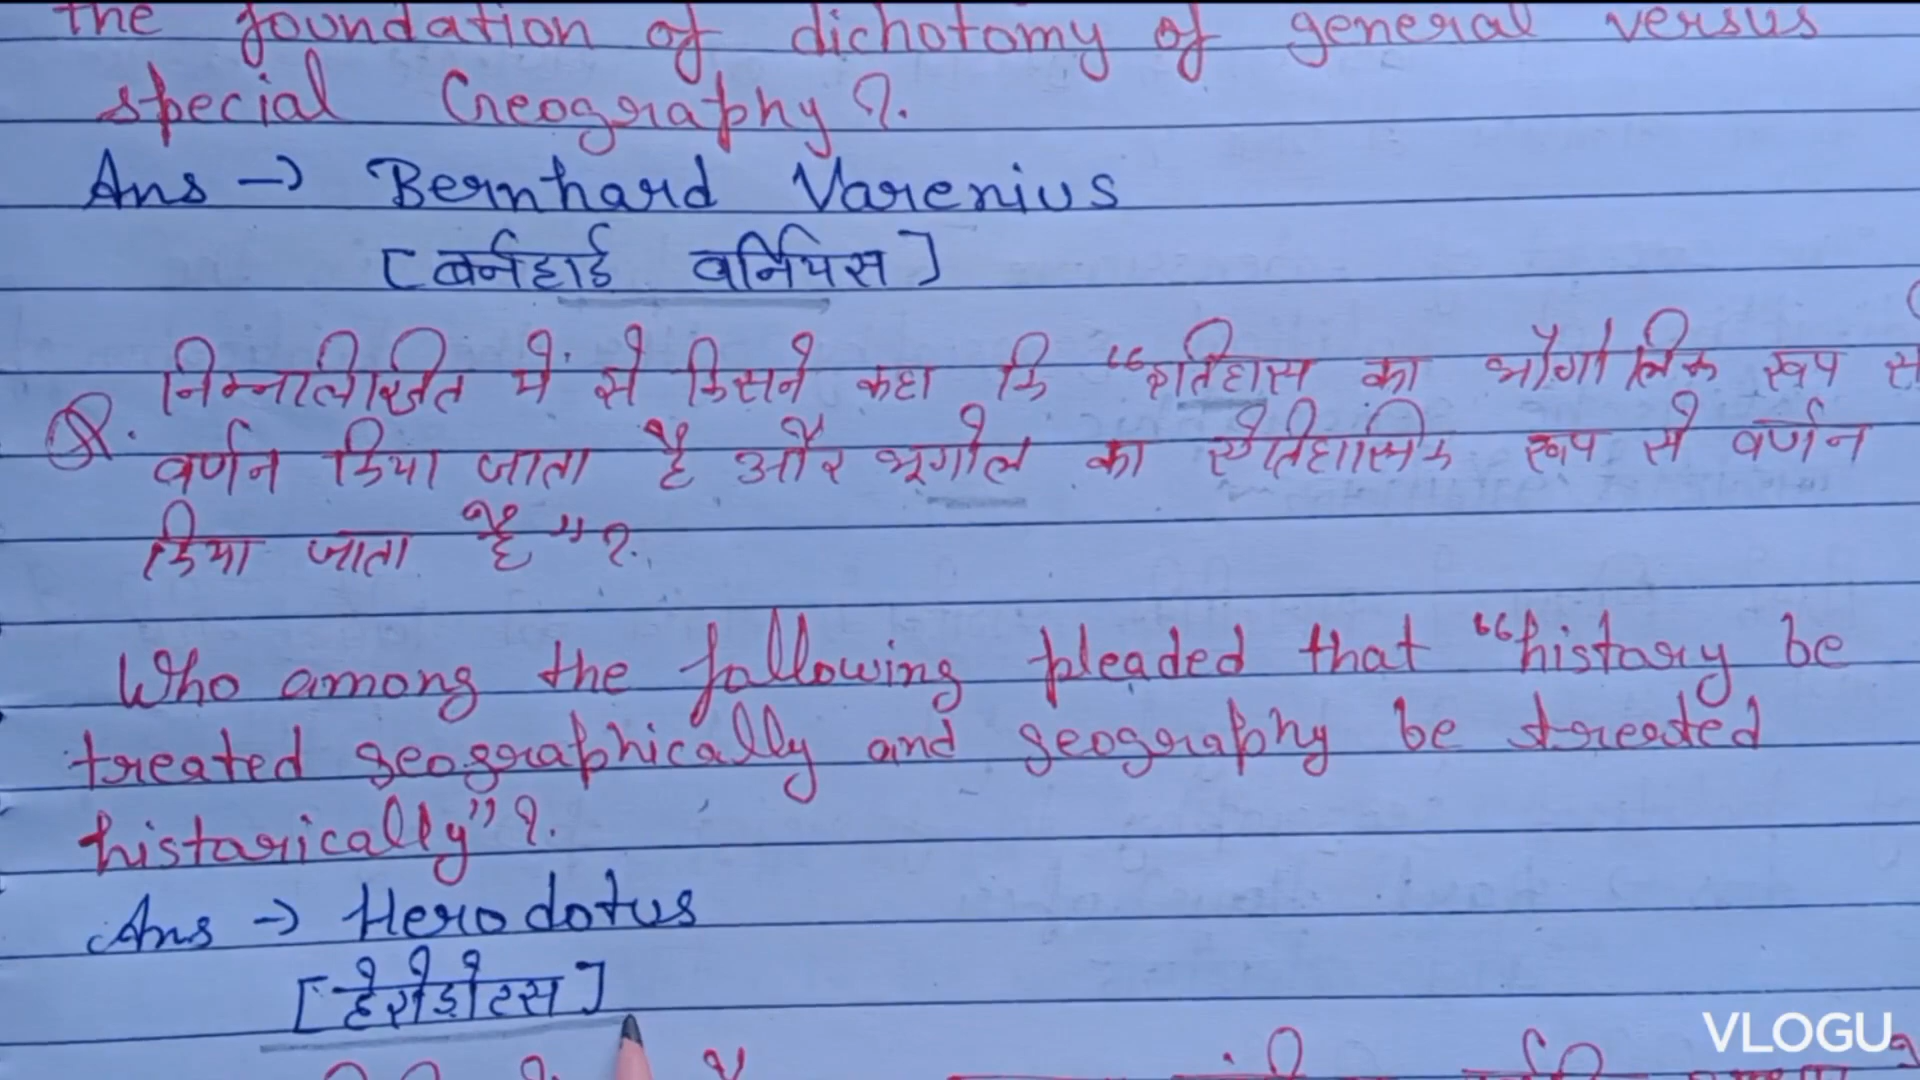 the foundation of dichotomy of general versus
special Geography ?.
Ans → Bernhard Varenius
[बर्नहार्ड वर्नियस]
निम्नालीखित मे से किसने कहा कि "इतिहास का भौगोलिक रूप से
Q. वर्णन किया जाता है और भूगोल का ऐतिहासिक रूप से वर्णन
किया जाता है" ?.
Who among the following pleaded that "history be
treated geographically and geography be treated
historically" ?.
Ans → Herodotus
[हेरोडोटस]
VLOGU